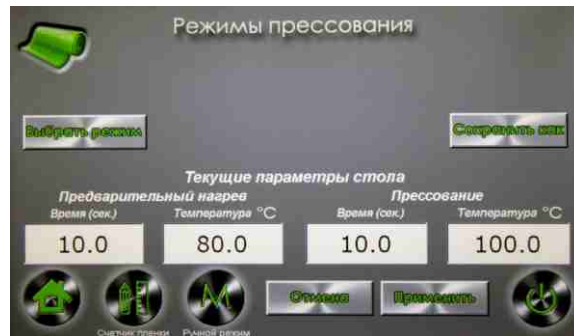 Режимы прессования
Выбрать режим
Сохранить как
Текущие параметры стола
Предварительный нагрев
Прессование
Время (сек.)
Температура °C
Время (сек.)
Температура °C
10.0
80.0
10.0
100.0
M
Отмена
Применить
Счетчик пленки
Ручной режим